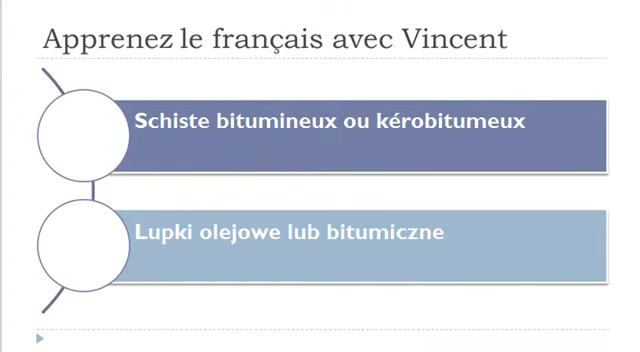 Apprenez le français avec Vincent
Schiste bitumineux ou kérobitumeux
Lupki olejowe lub bitumiczne